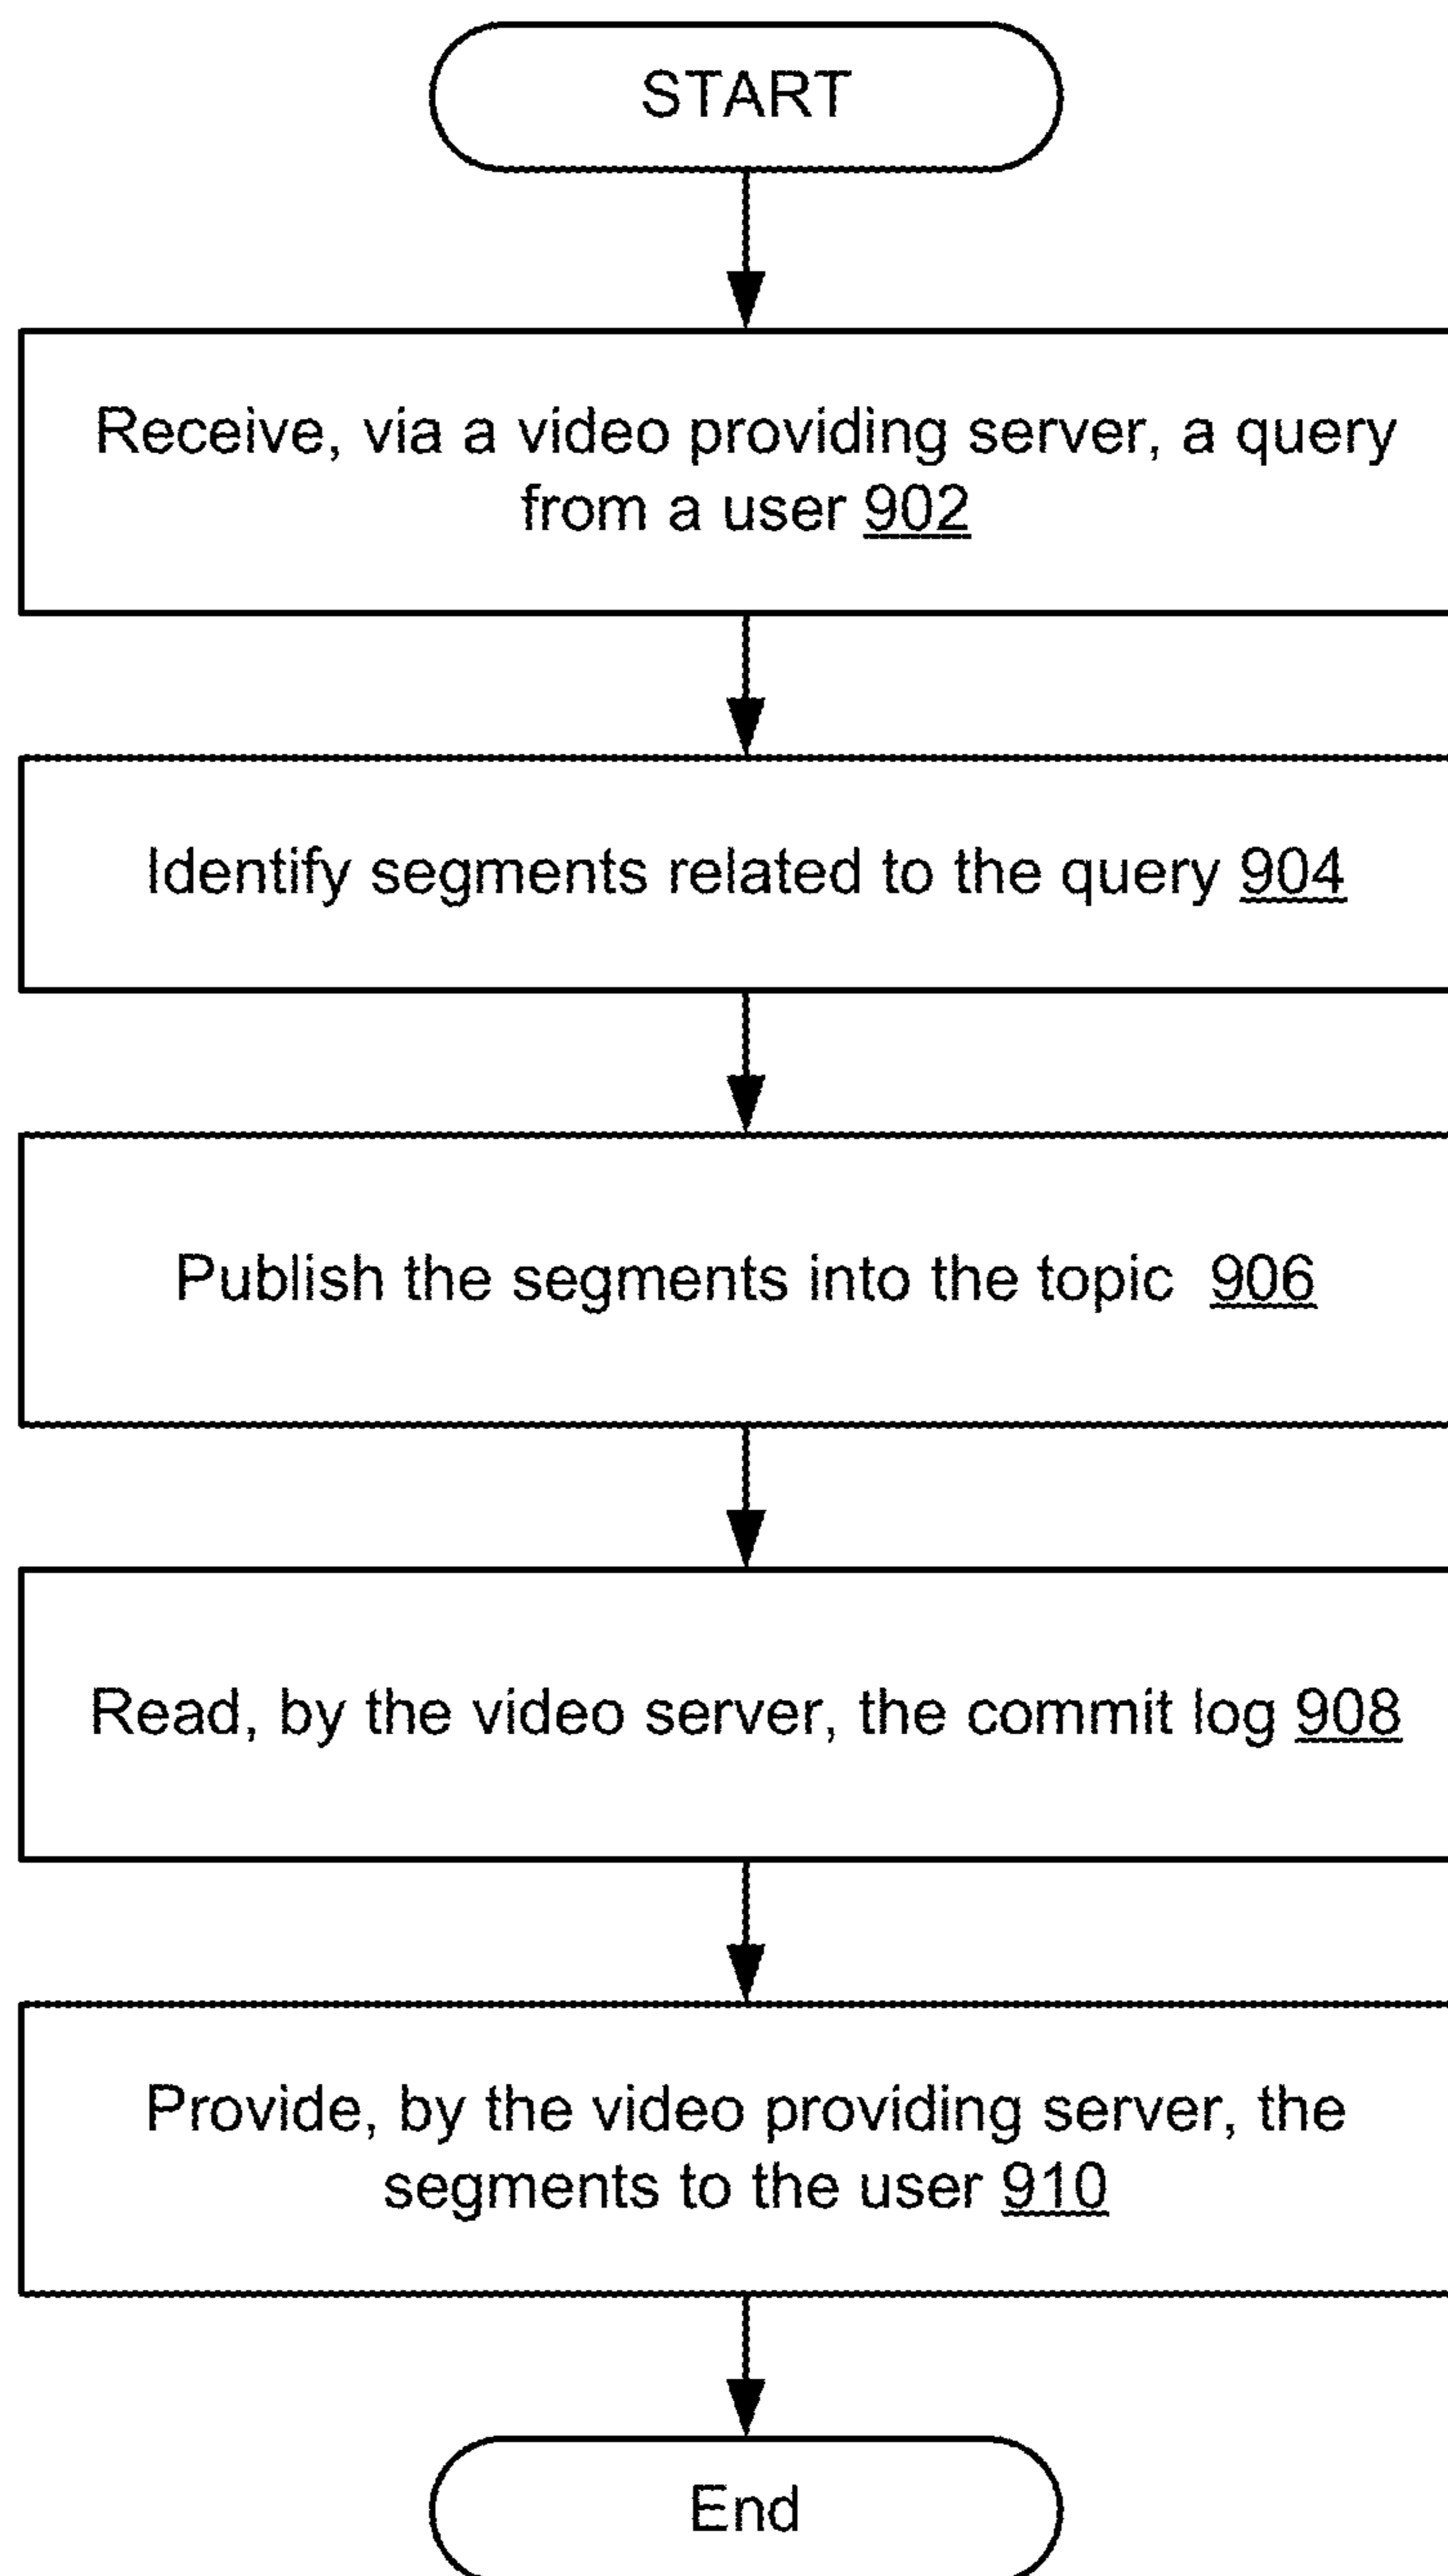 START
Receive, via a video providing server, a query
from a user 902
Identify segments related to the query 904
Publish the segments into the topic 906
Read, by the video server, the commit log 908
Provide, by the video providing server, the
segments to the user 910
End